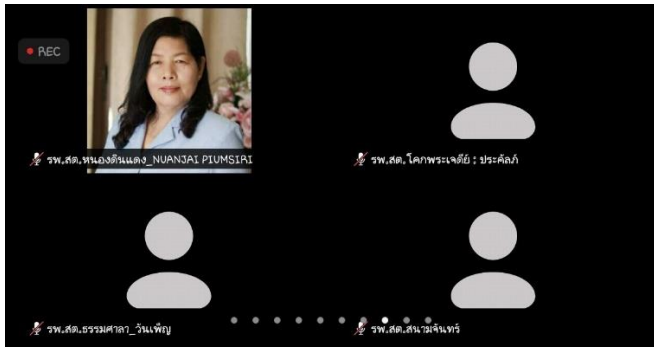 REC
รพ.สต.หนองดินแดง_NUANJAI PIUMSIRI
รพ.สต.โคกพระเจดีย์ : ประคัลภ์
รพ.สต.ธรรมศาลา_วันเพ็ญ
รพ.สต.สนามจันทร์